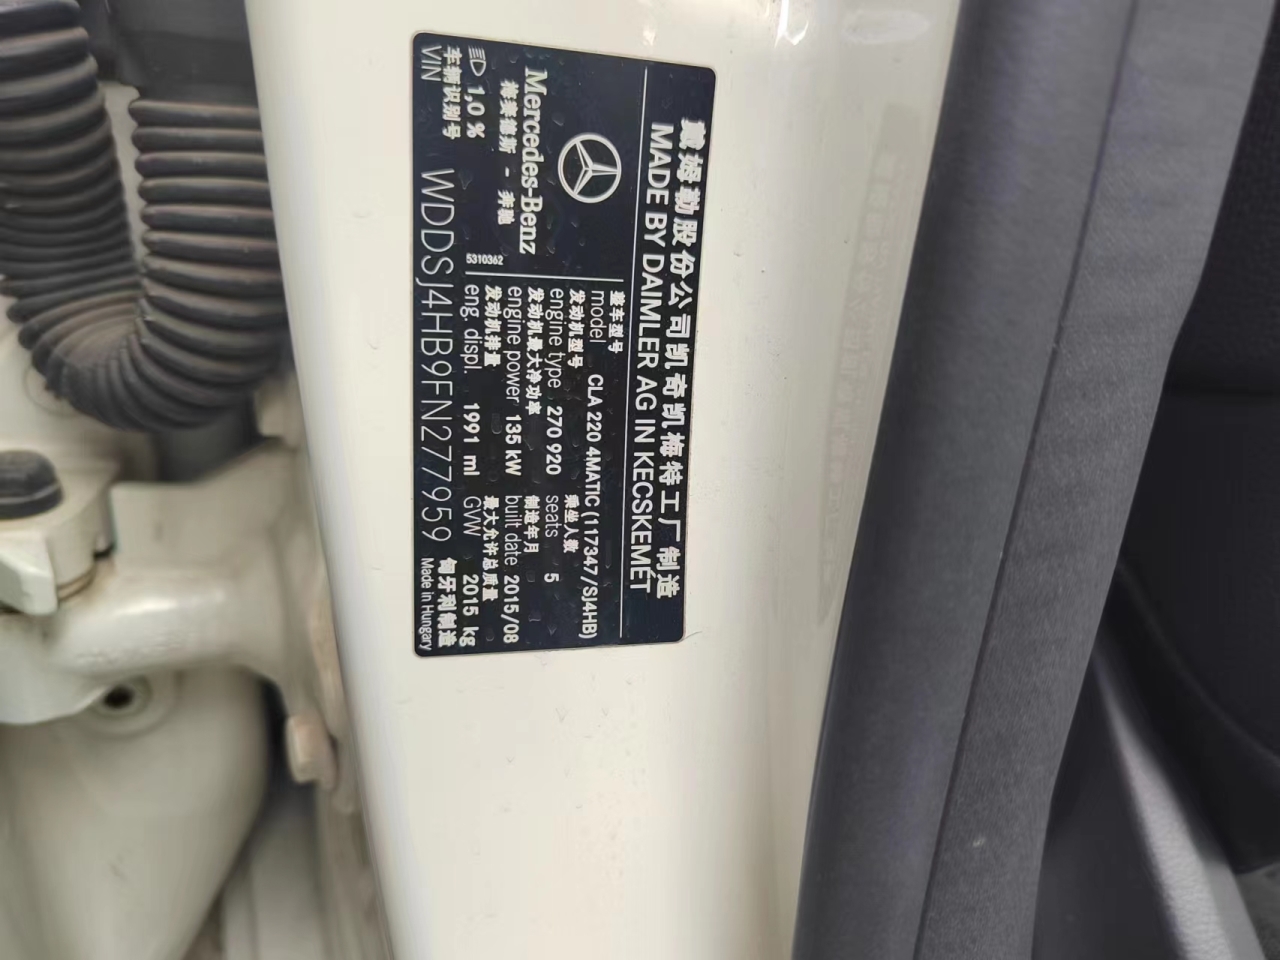 戴姆勒股份公司凯奇凯梅特工厂制造
MADE BY DAIMLER AG IN KECSKEMÉT
Mercedes-Benz
梅赛德斯 - 奔驰
5310362
整车型号
model CLA 220 4MATIC (117347/SJ4HB)
发动机型号 乘坐人数
engine type 270 920 seats 5
发动机最大净功率 制造年月
engine power 135 kW built date 2015/08
发动机排量 最大允许总质量
eng. displ. 1991 ml GVW 2015 kg
1,0 %
车辆识别号 匈牙利制造
VIN WDDSJ4HB9FN277959 Made in Hungary